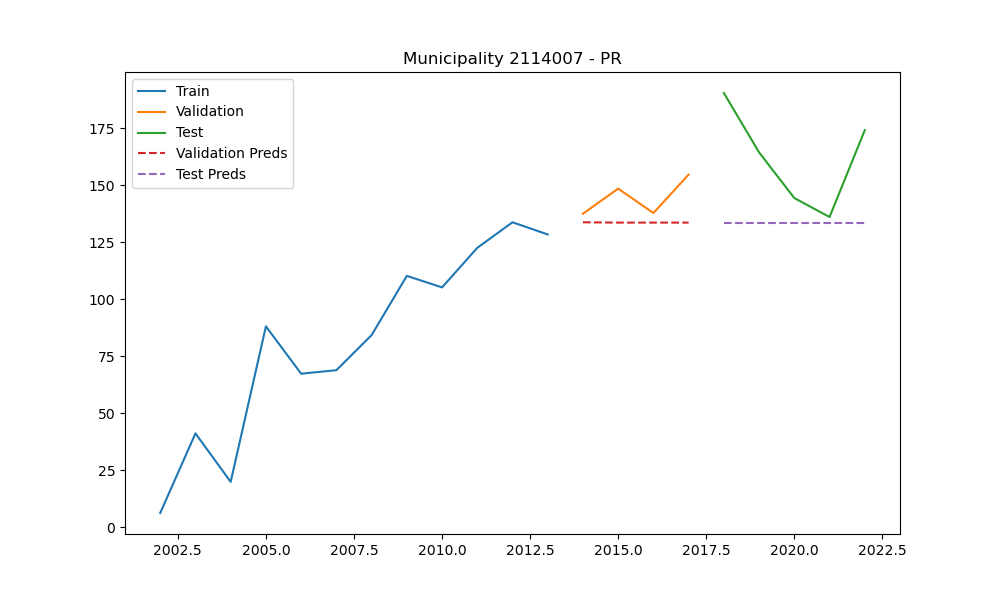 Municipality 2114007 - PR
Train
Validation
Test
Validation Preds
Test Preds
175
150
125
100
75
50
25
0
2002.5 2005.0 2007.5 2010.0 2012.5 2015.0 2017.5 2020.0 2022.5